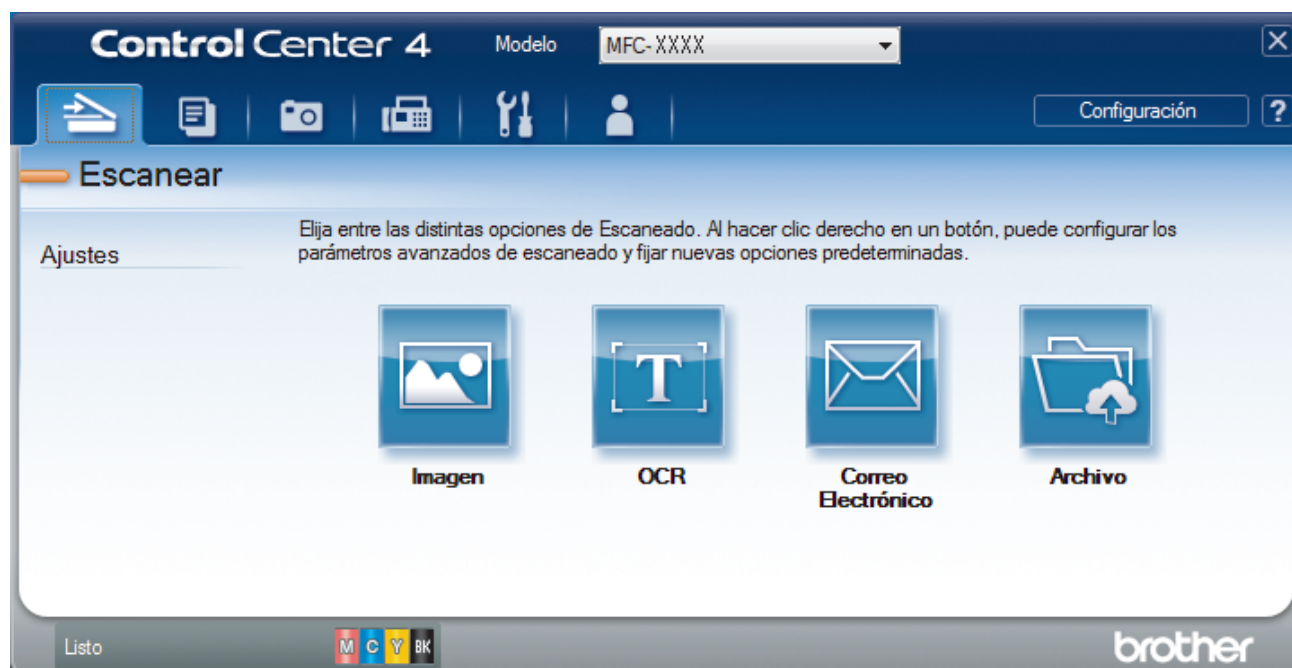 Control Center 4 Modelo MFC-XXXX
Configuración ?
Escanear
Ajustes
Elija entre las distintas opciones de Escaneado. Al hacer clic derecho en un botón, puede configurar los
parámetros avanzados de escaneado y fijar nuevas opciones predeterminadas.
T
Imagen OCR Correo Archivo
Electrónico
Listo M C Y BK brother